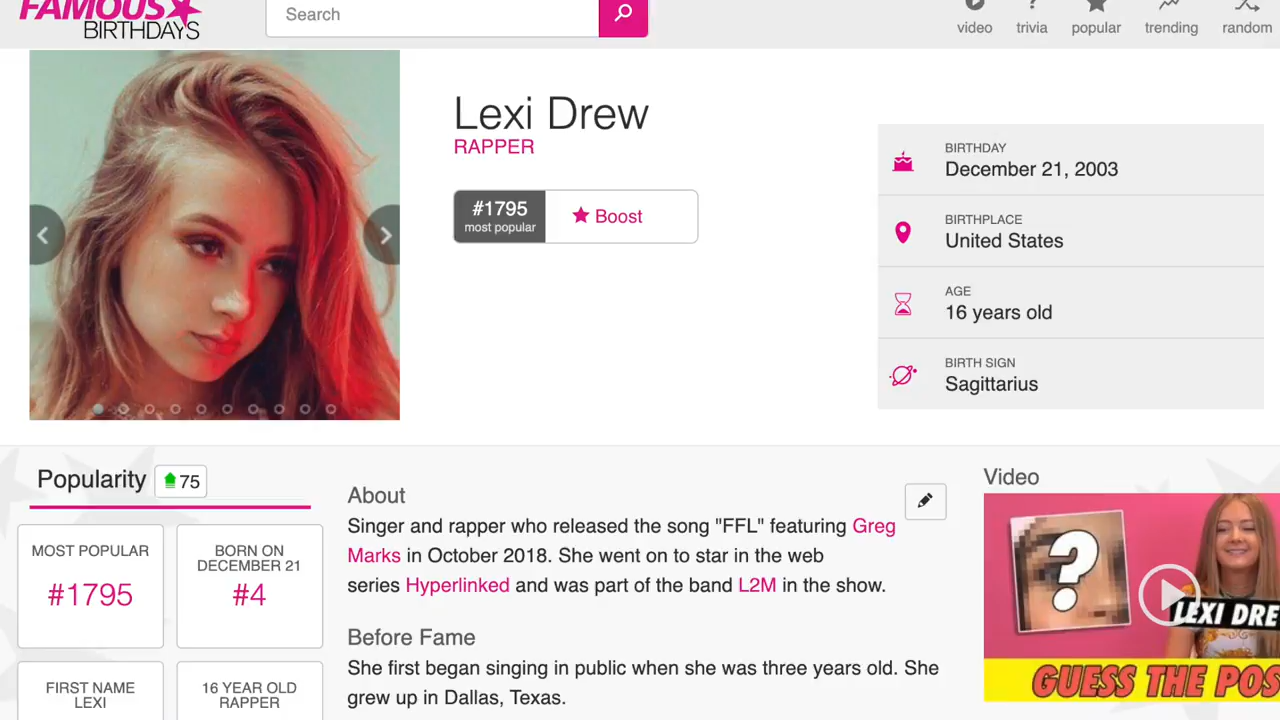 FAMOUS
BIRTHDAYS
Search
video
trivia
popular
trending
random
Lexi Drew
RAPPER
#1795
most popular
Boost
BIRTHDAY
December 21, 2003
BIRTHPLACE
United States
AGE
16 years old
BIRTH SIGN
Sagittarius
Popularity
75
MOST POPULAR
#1795
BORN ON
DECEMBER 21
#4
FIRST NAME
LEXI
16 YEAR OLD
RAPPER
About
Singer and rapper who released the song "FFL" featuring Greg
Marks in October 2018. She went on to star in the web
series Hyperlinked and was part of the band L2M in the show.
Before Fame
She first began singing in public when she was three years old. She
grew up in Dallas, Texas.
Video
?
LEXI DRE
GUESS THE POS